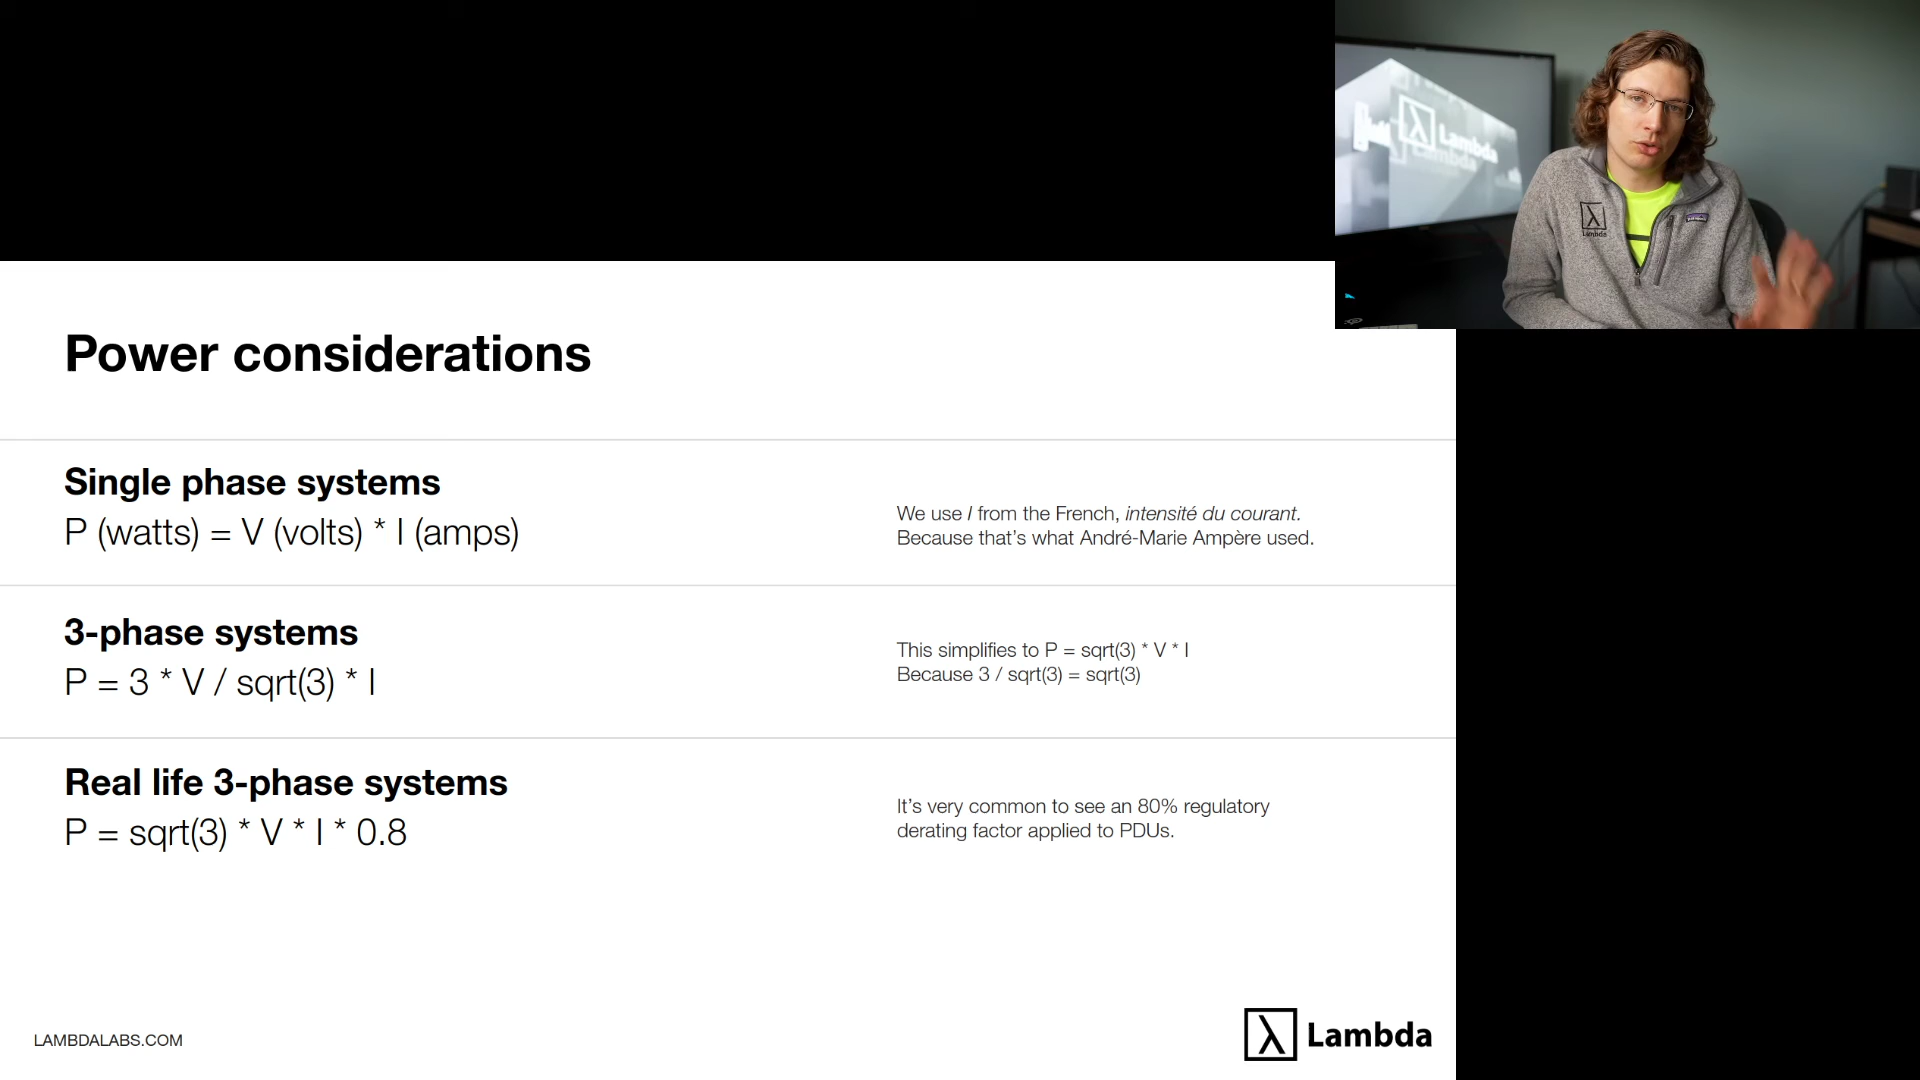 Lambda
Lambda
Power considerations
Single phase systems
P (watts) = V (volts) * I (amps)
We use I from the French, intensité du courant.
Because that's what André-Marie Ampère used.
3-phase systems
P = 3 * V / sqrt(3) * I
This simplifies to P = sqrt(3) * V * I
Because 3 / sqrt(3) = sqrt(3)
Real life 3-phase systems
P = sqrt(3) * V * I * 0.8
It's very common to see an 80% regulatory
derating factor applied to PDUs.
LAMBDALABS.COM
λ Lambda